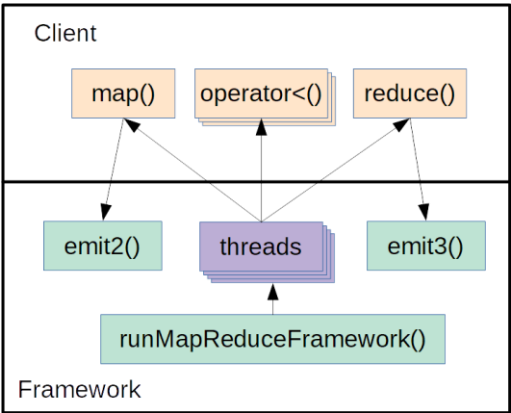 Client
map()
operator<()
reduce()
emit2()
threads
emit3()
runMapReduceFramework()
Framework